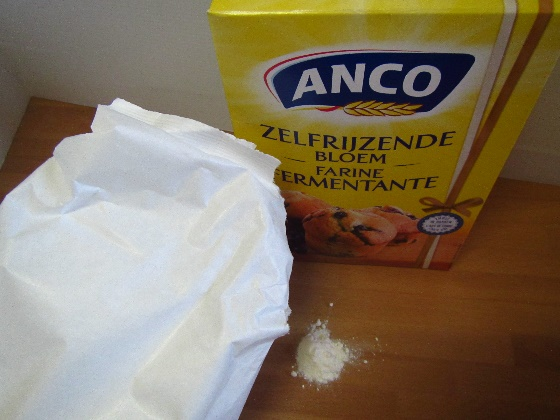 ANCO
ZELFRIJZENDE
BLOEM
FARINE
FERMENTANTE